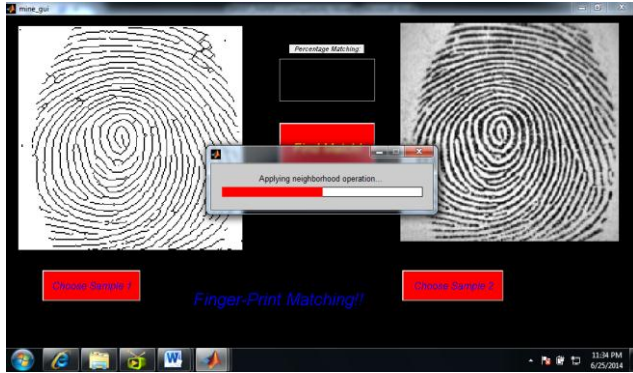 mine_gui
Percentage Matching
Applying neighborhood operation...
Choose Sample 1
Choose Sample 2
Finger-Print Matching!!
11:34 PM
6/25/2014